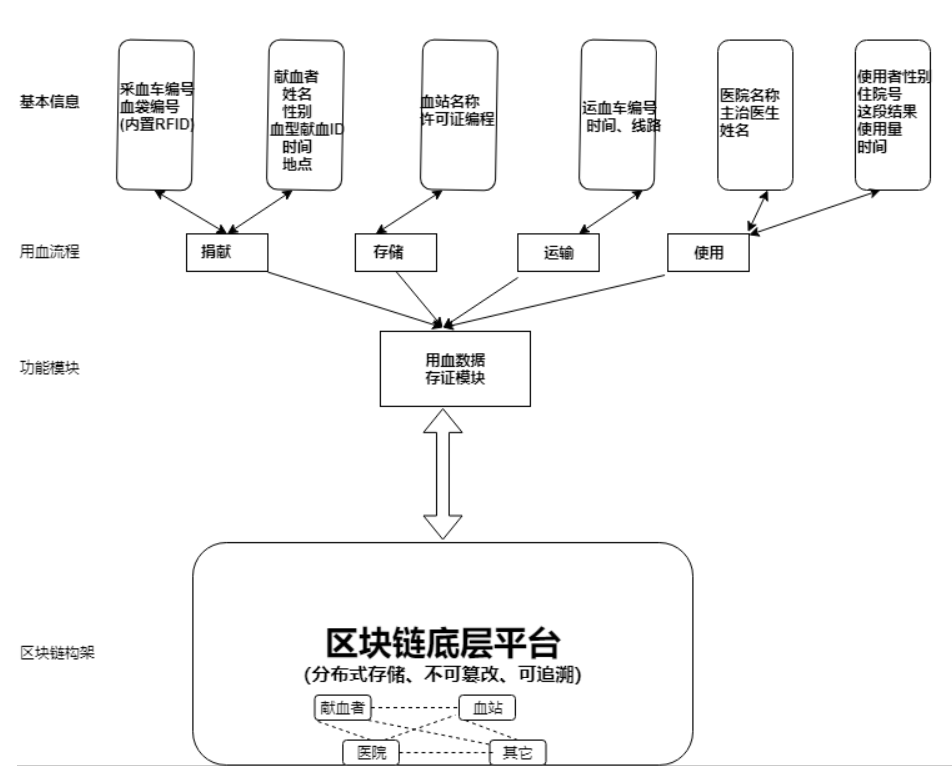 基本信息
采血车编号
血袋编号
(内置RFID)
献血者
姓名
性别
血型献血ID
时间
地点
血站名称
许可证编程
运血车编号
时间、线路
医院名称
主治医生
姓名
使用者性别
住院号
这段结果
使用量
时间
用血流程
捐献
存储
运输
使用
功能模块
用血数据
存证模块
区块链构架
区块链底层平台
(分布式存储、不可篡改、可追溯)
献血者
血站
医院
其它